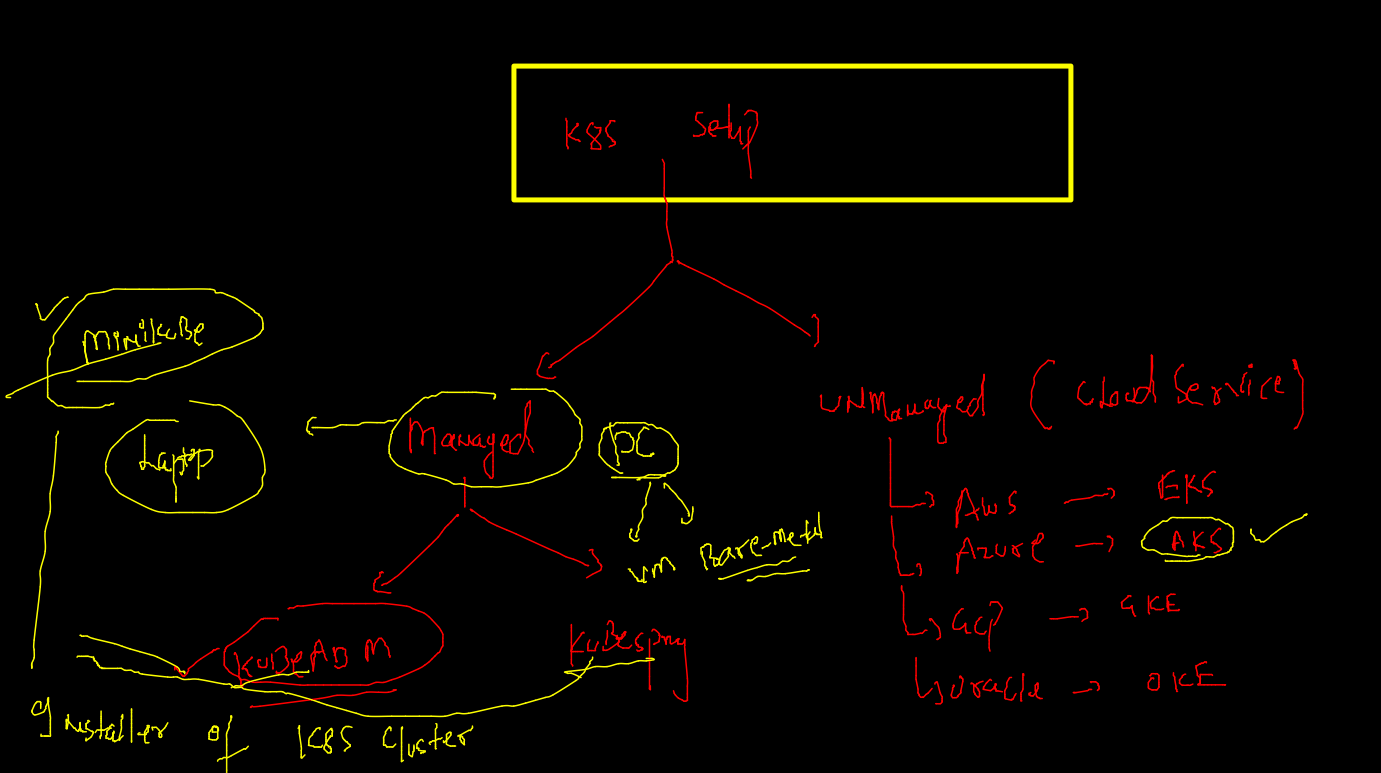 K8S Setup
MiniKuBe
Laptop
Managed
PC
UNManaged (Cloud Service)
VM Bare-Metal
AWS → EKS
Azure → AKS
GCP → GKE
Oracle → OKE
KuBeADM
KuBespray
Installer of K8S Cluster